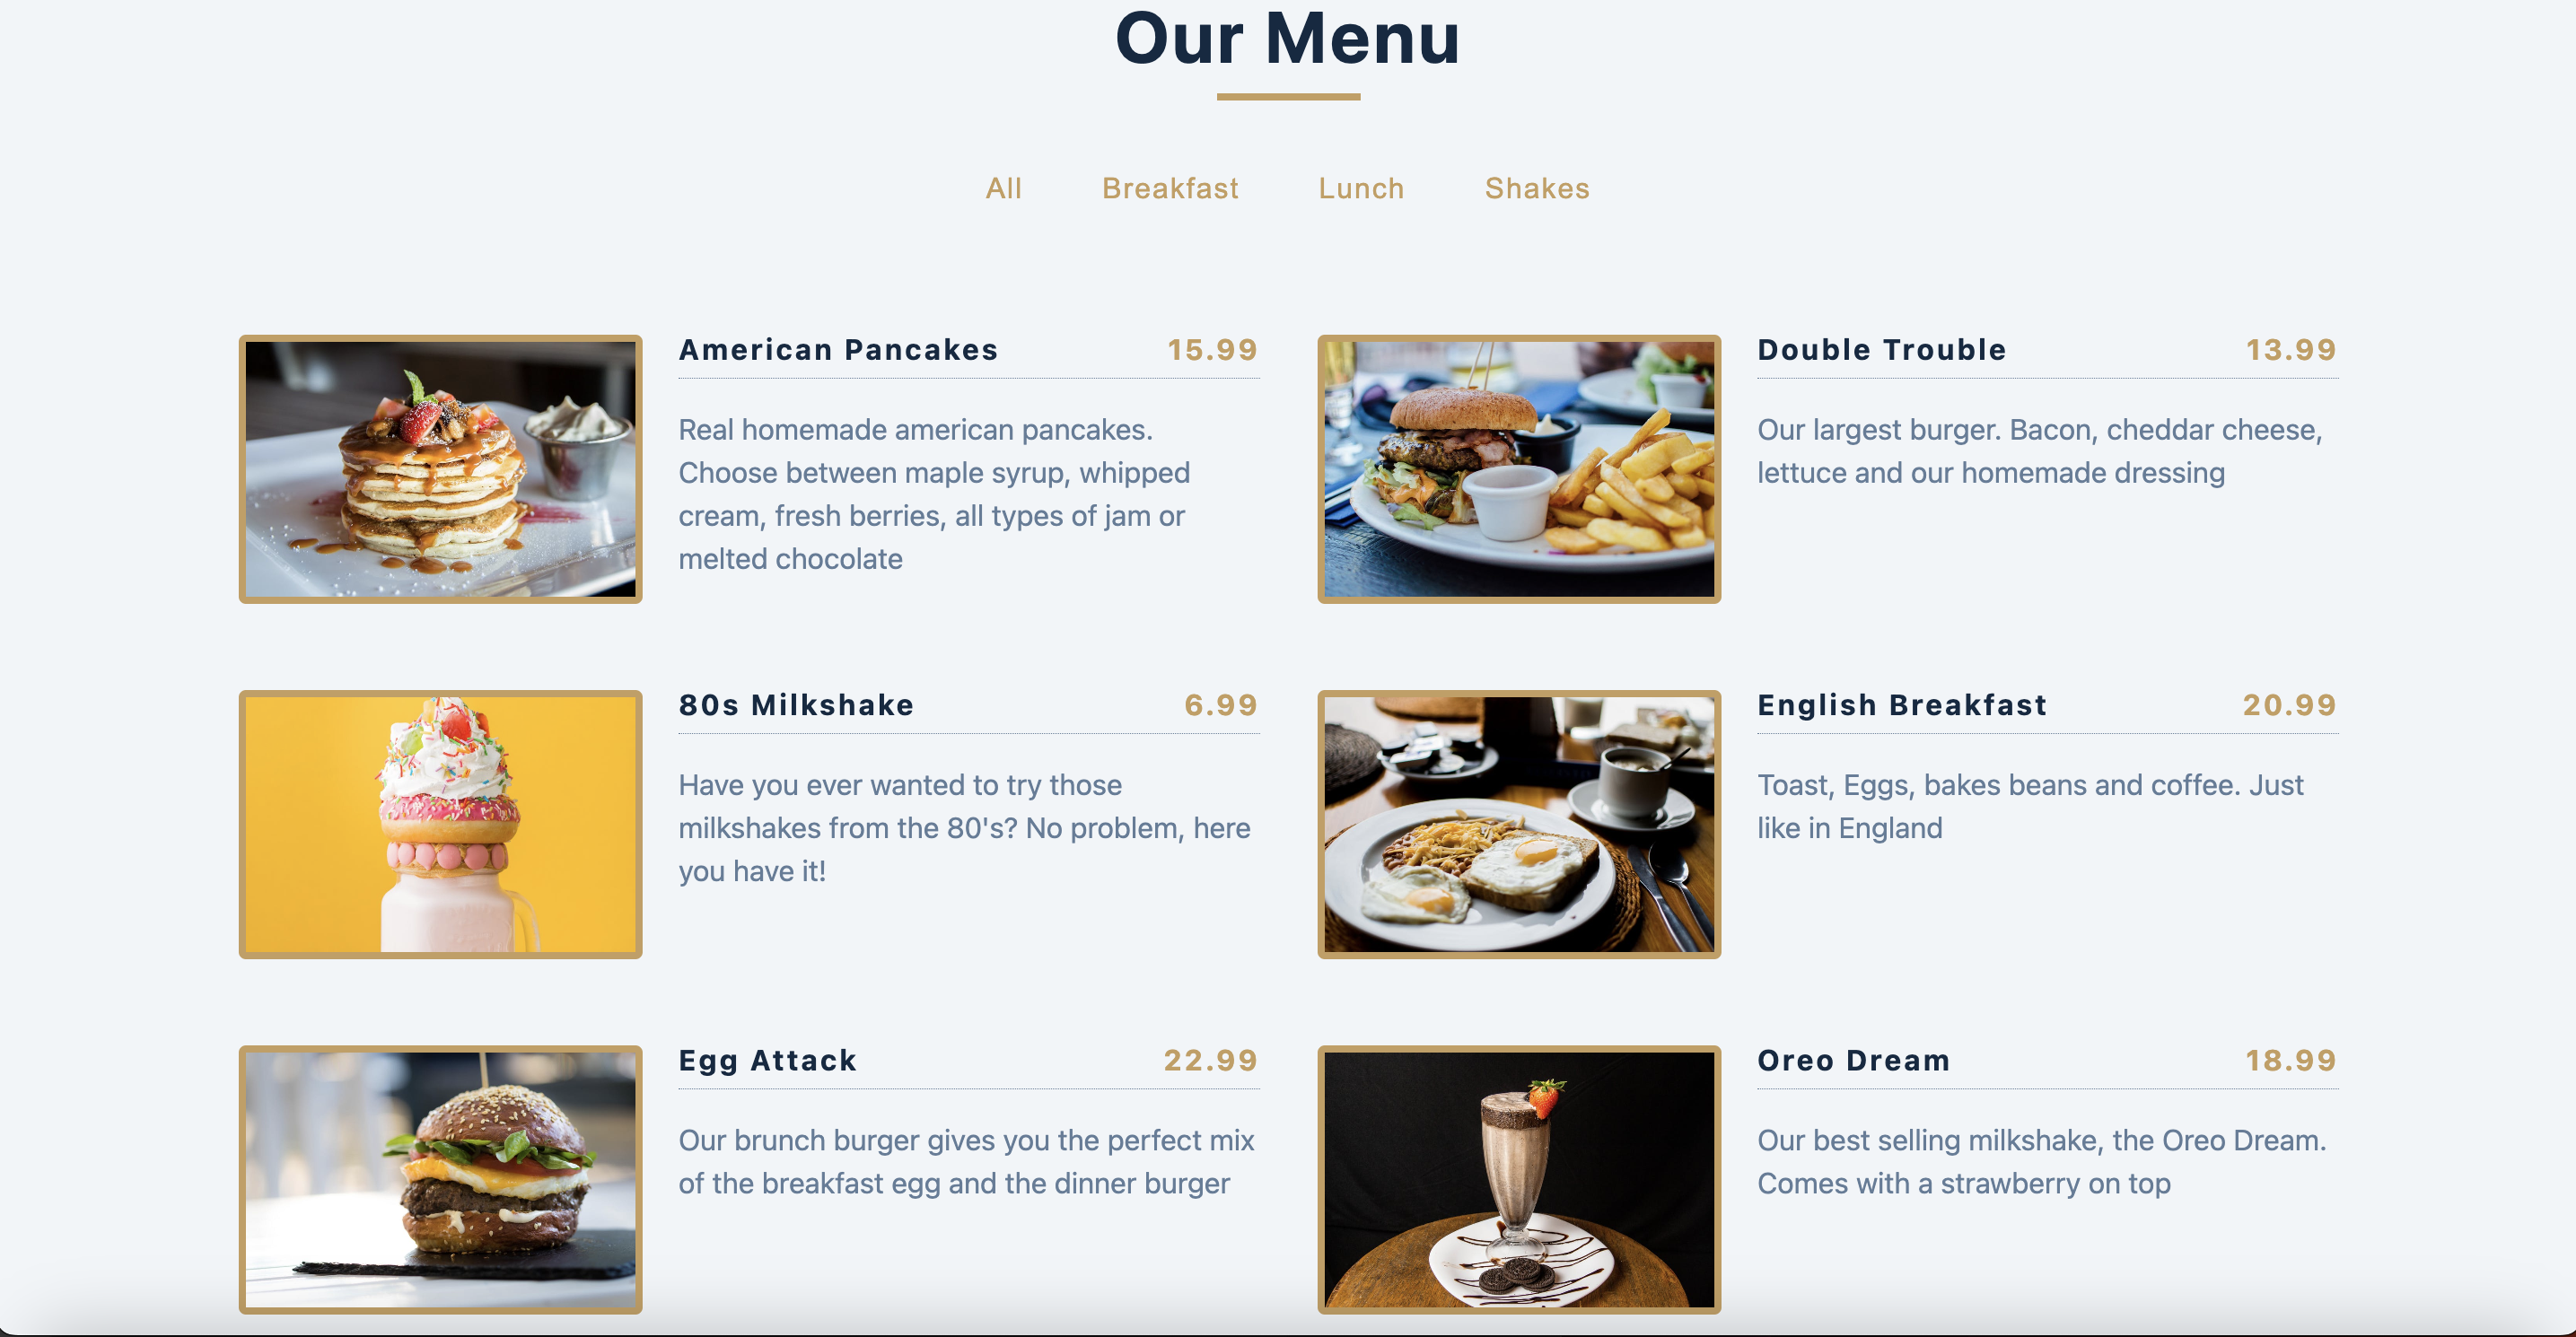 Our Menu
All Breakfast Lunch Shakes
American Pancakes 15.99
Real homemade american pancakes.
Choose between maple syrup, whipped
cream, fresh berries, all types of jam or
melted chocolate
Double Trouble 13.99
Our largest burger. Bacon, cheddar cheese,
lettuce and our homemade dressing
80s Milkshake 6.99
Have you ever wanted to try those
milkshakes from the 80's? No problem, here
you have it!
English Breakfast 20.99
Toast, Eggs, bakes beans and coffee. Just
like in England
Egg Attack 22.99
Our brunch burger gives you the perfect mix
of the breakfast egg and the dinner burger
Oreo Dream 18.99
Our best selling milkshake, the Oreo Dream.
Comes with a strawberry on top